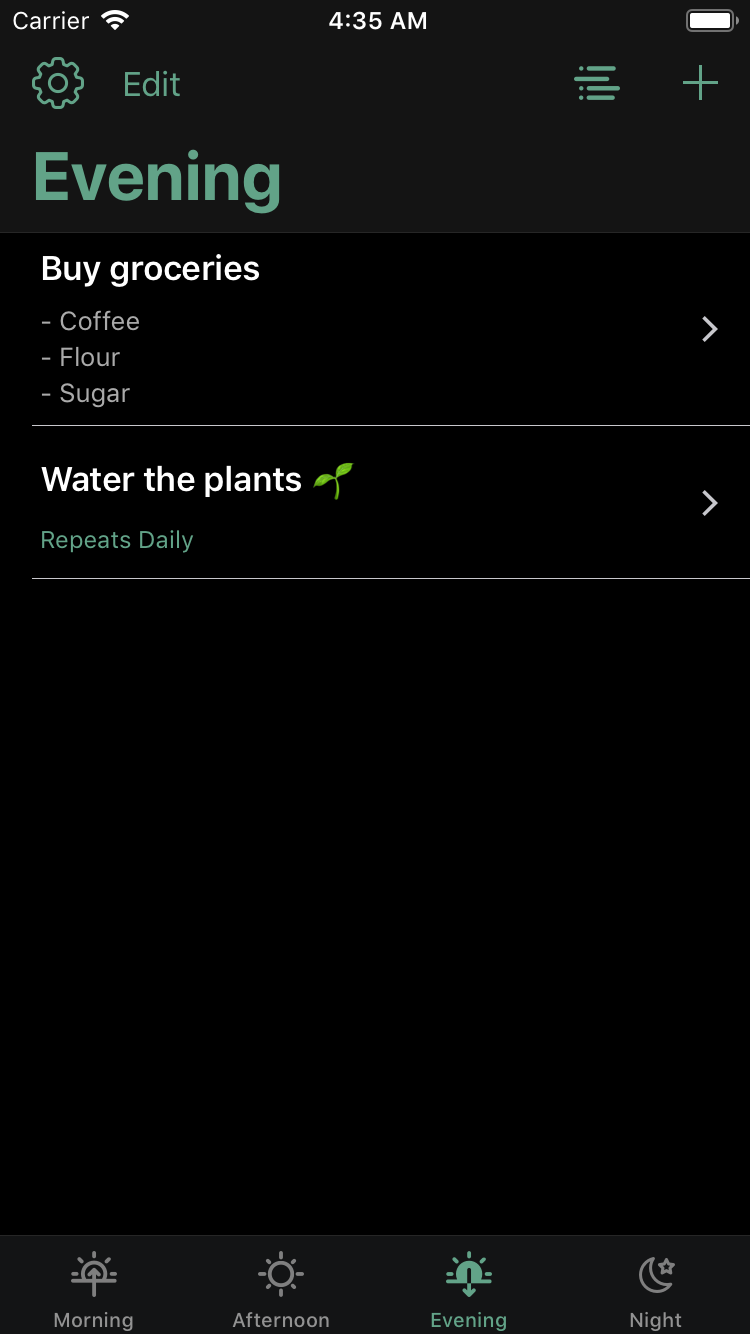 Carrier 4:35 AM
Edit
Evening
Buy groceries
- Coffee
- Flour
- Sugar
Water the plants 🌱
Repeats Daily
Morning Afternoon Evening Night